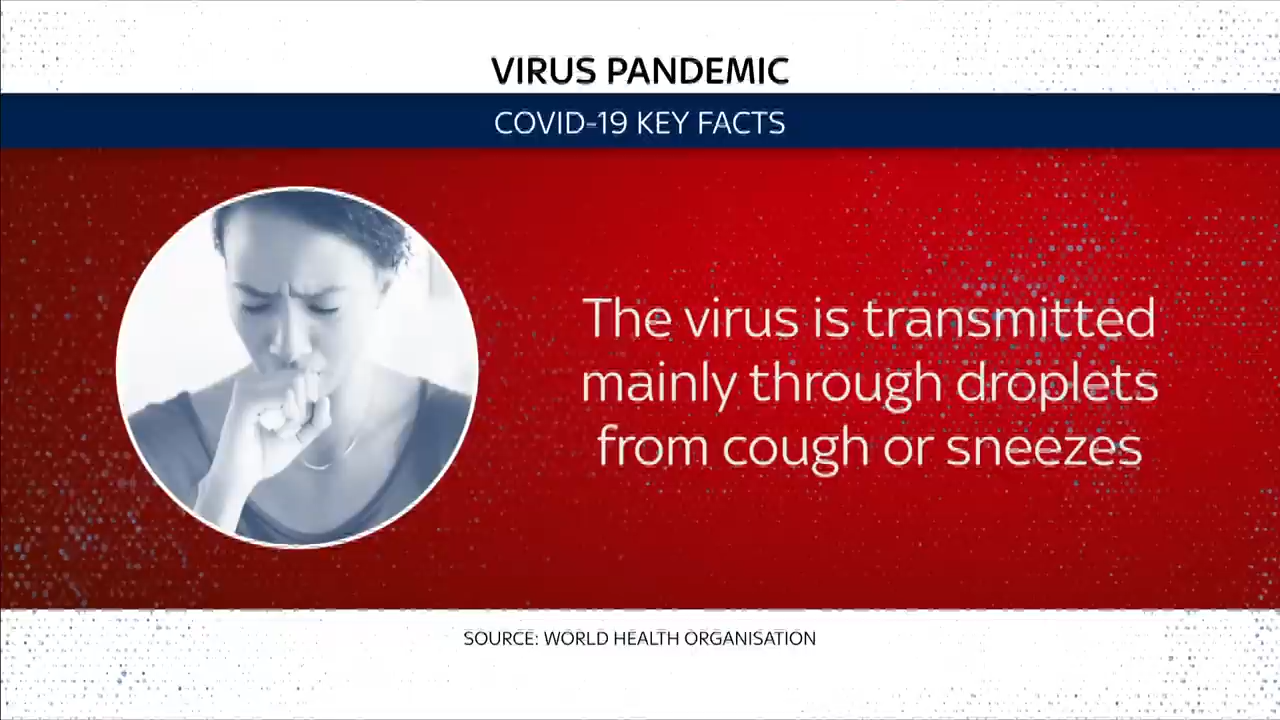 VIRUS PANDEMIC
COVID-19 KEY FACTS
The virus is transmitted
mainly through droplets
from cough or sneezes
SOURCE: WORLD HEALTH ORGANISATION